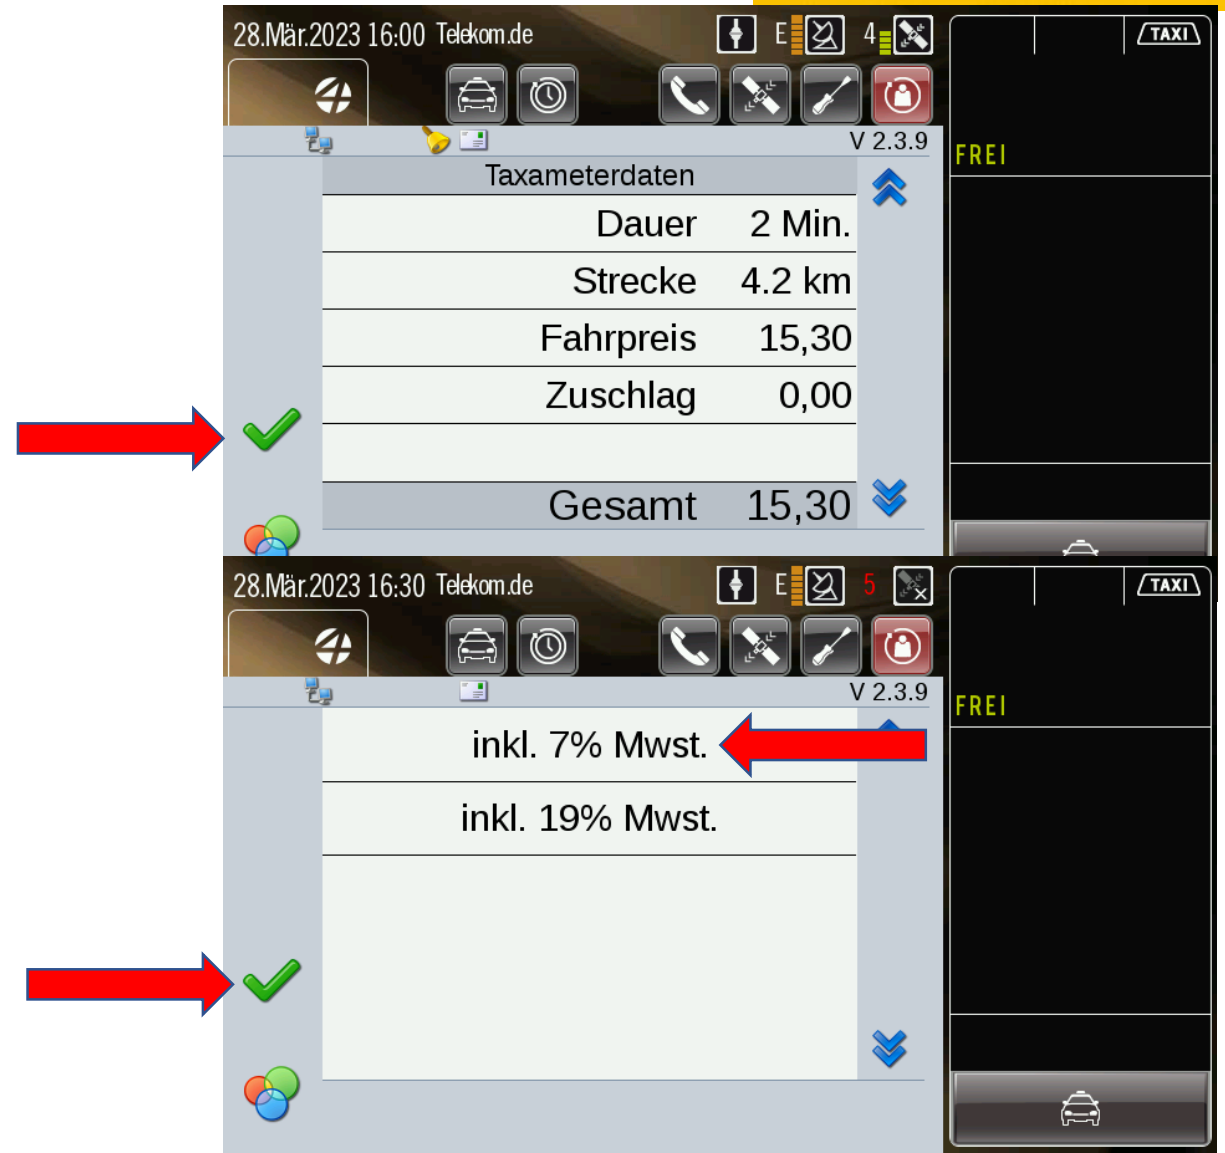 28.Mär.2023 16:00 Telekom.de E 4 TAXI
V 2.3.9
FREI
Taxameterdaten
Dauer 2 Min.
Strecke 4.2 km
Fahrpreis 15,30
Zuschlag 0,00
Gesamt 15,30
28.Mär.2023 16:30 Telekom.de E 5 TAXI
V 2.3.9
FREI
inkl. 7% Mwst.
inkl. 19% Mwst.